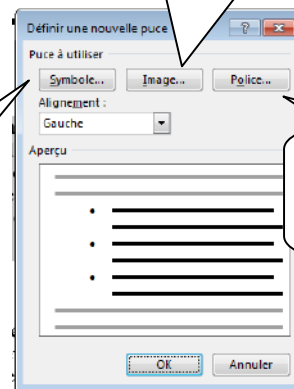 Définir une nouvelle puce
Puce à utiliser
Symbole... Image... Police...
Alignement :
Gauche
Aperçu
OK Annuler